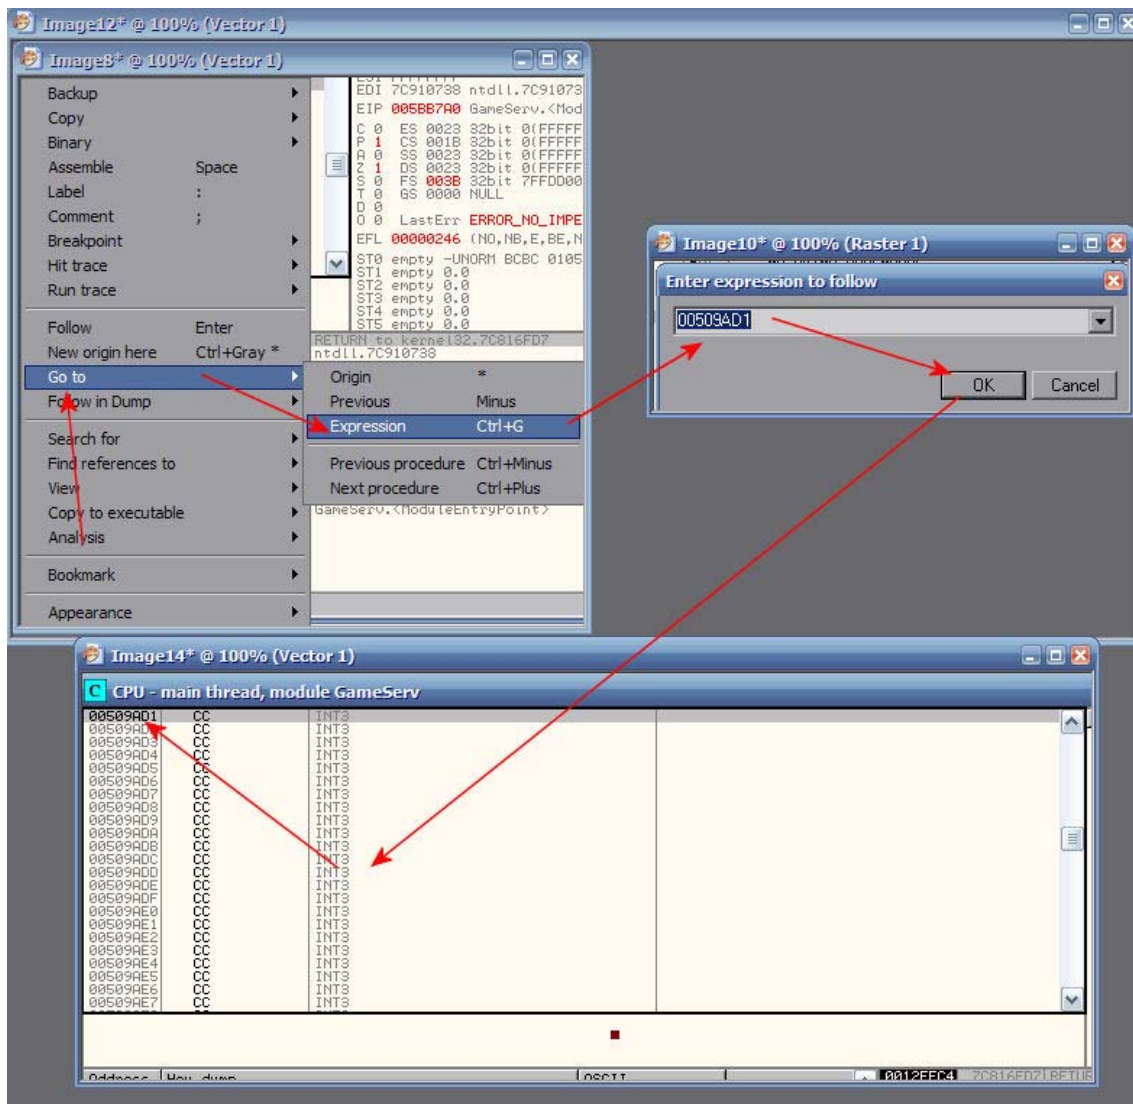 Image12* @ 100% (Vector 1)
Image8* @ 100% (Vector 1)
Backup
Copy
Binary
Assemble Space
Label :
Comment ;
Breakpoint
Hit trace
Run trace
Follow Enter
New origin here Ctrl+Gray *
Go to
Follow in Dump
Search for
Find references to
View
Copy to executable
Analysis
Bookmark
Appearance
EDI 7C910738 ntdll.7C91073
EIP 005BB7A0 GameServ.<Mod
C 0 ES 0023 32bit 0(FFFFF
P 1 CS 001B 32bit 0(FFFFF
A 0 SS 0023 32bit 0(FFFFF
Z 1 DS 0023 32bit 0(FFFFF
S 0 FS 003B 32bit 7FFDD00
T 0 GS 0000 NULL
D 0
O 0 LastErr ERROR_NO_IMPE
EFL 00000246 (NO,NB,E,BE,N
ST0 empty -UNORM BCBC 0105
ST1 empty 0.0
ST2 empty 0.0
ST3 empty 0.0
ST4 empty 0.0
ST5 empty 0.0
RETURN to kernel32.7C816FD7
ntdll.7C910738
Origin *
Previous Minus
Expression Ctrl+G
Previous procedure Ctrl+Minus
Next procedure Ctrl+Plus
GameServ.<ModuleEntryPoint>
Image10* @ 100% (Raster 1)
Enter expression to follow
00509AD1
OK Cancel
Image14* @ 100% (Vector 1)
C CPU - main thread, module GameServ
00509AD1 CC INT3
00509AD2 CC INT3
00509AD3 CC INT3
00509AD4 CC INT3
00509AD5 CC INT3
00509AD6 CC INT3
00509AD7 CC INT3
00509AD8 CC INT3
00509AD9 CC INT3
00509ADA CC INT3
00509ADB CC INT3
00509ADC CC INT3
00509ADD CC INT3
00509ADE CC INT3
00509ADF CC INT3
00509AE0 CC INT3
00509AE1 CC INT3
00509AE2 CC INT3
00509AE3 CC INT3
00509AE4 CC INT3
00509AE5 CC INT3
00509AE6 CC INT3
00509AE7 CC INT3
Address Hex dump ASCII 0012FFC4 7C816FD7 RETUR